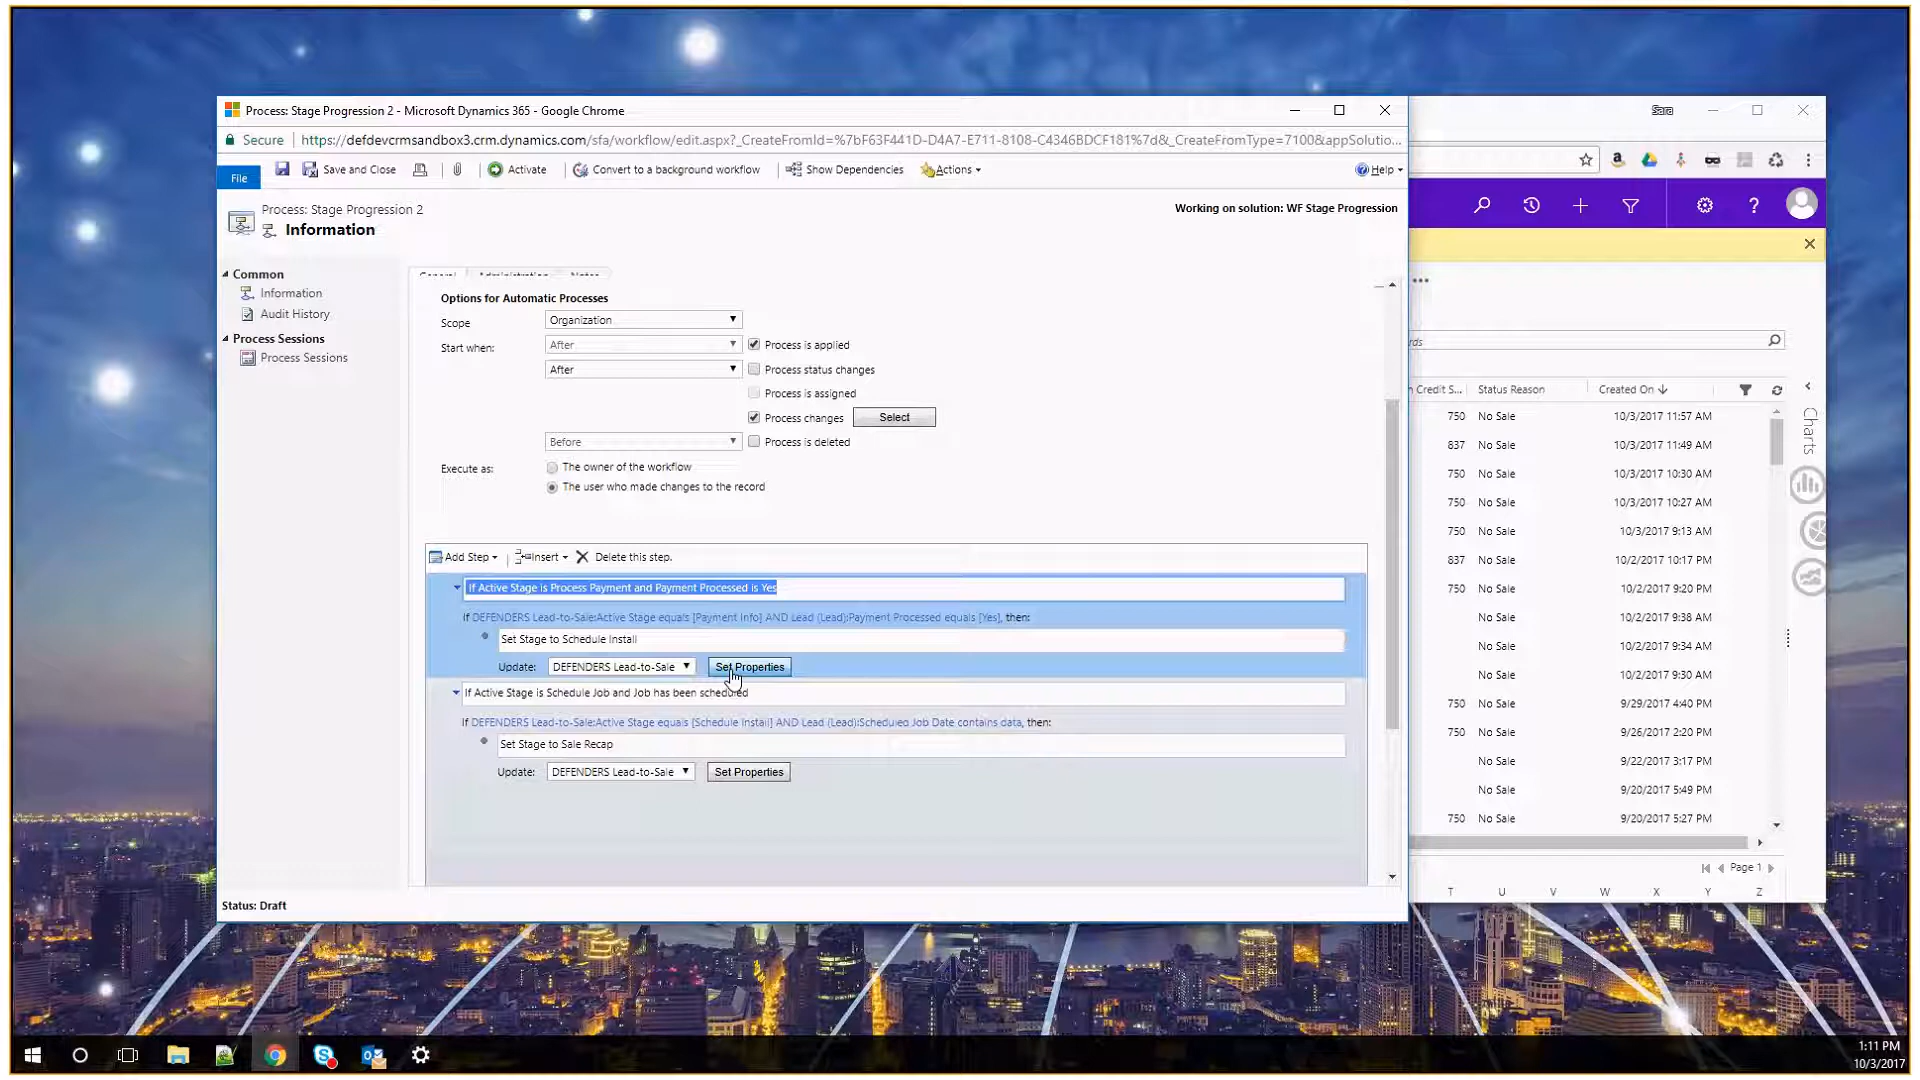 Process: Stage Progression 2 - Microsoft Dynamics 365 - Google Chrome
Sara
Secure
https://defdevcrmsandbox3.crm.dynamics.com/sfa/workflow/edit.aspx?_CreateFromId=%7bF63F441D-D4A7-E711-8108-C4346BDCF181%7d&_CreateFromType=7100&appSolutio...
File
Save and Close
Activate
Convert to a background workflow
Show Dependencies
Actions
Help
Process: Stage Progression 2
Information
Working on solution: WF Stage Progression
Common
Information
Audit History
Process Sessions
Process Sessions
General
Administration
Notes
Options for Automatic Processes
Scope
Organization
Start when:
After
Process is applied
After
Process status changes
Process is assigned
Process changes
Select
Before
Process is deleted
Execute as:
The owner of the workflow
The user who made changes to the record
Add Step
Insert
Delete this step.
If Active Stage is Process Payment and Payment Processed is Yes
If DEFENDERS Lead-to-Sale:Active Stage equals [Payment Info] AND Lead (Lead):Payment Processed equals [Yes], then:
Set Stage to Schedule Install
Update:
DEFENDERS Lead-to-Sale
Set Properties
If Active Stage is Schedule Job and Job has been scheduled
If DEFENDERS Lead-to-Sale:Active Stage equals [Schedule Install] AND Lead (Lead):Scheduled Job Date contains data, then:
Set Stage to Sale Recap
Update:
DEFENDERS Lead-to-Sale
Set Properties
Status: Draft
rds
n Credit S...
Status Reason
Created On
Charts
750 No Sale 10/3/2017 11:57 AM
837 No Sale 10/3/2017 11:49 AM
750 No Sale 10/3/2017 10:30 AM
750 No Sale 10/3/2017 10:27 AM
750 No Sale 10/3/2017 9:13 AM
837 No Sale 10/2/2017 10:17 PM
750 No Sale 10/2/2017 9:20 PM
No Sale 10/2/2017 9:38 AM
No Sale 10/2/2017 9:34 AM
No Sale 10/2/2017 9:30 AM
750 No Sale 9/29/2017 4:40 PM
750 No Sale 9/26/2017 2:20 PM
No Sale 9/22/2017 3:17 PM
No Sale 9/20/2017 5:49 PM
750 No Sale 9/20/2017 5:27 PM
Page 1
T U V W X Y Z
1:11 PM
10/3/2017